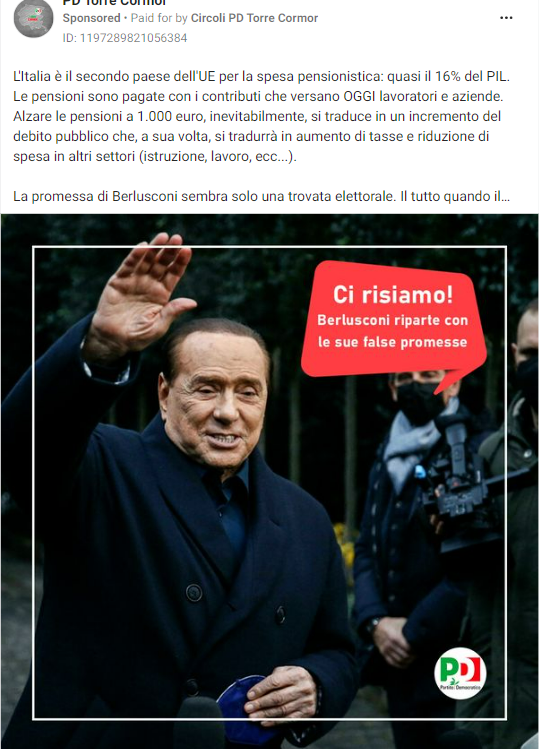 PD Torre Cormor
Sponsored • Paid for by Circoli PD Torre Cormor
ID: 1197289821056384
L'Italia è il secondo paese dell'UE per la spesa pensionistica: quasi il 16% del PIL.
Le pensioni sono pagate con i contributi che versano OGGI lavoratori e aziende.
Alzare le pensioni a 1.000 euro, inevitabilmente, si traduce in un incremento del
debito pubblico che, a sua volta, si tradurrà in aumento di tasse e riduzione di
spesa in altri settori (istruzione, lavoro, ecc...).
La promessa di Berlusconi sembra solo una trovata elettorale. Il tutto quando il...
Ci risiamo!
Berlusconi riparte con
le sue false promesse
PD
Partito Democratico